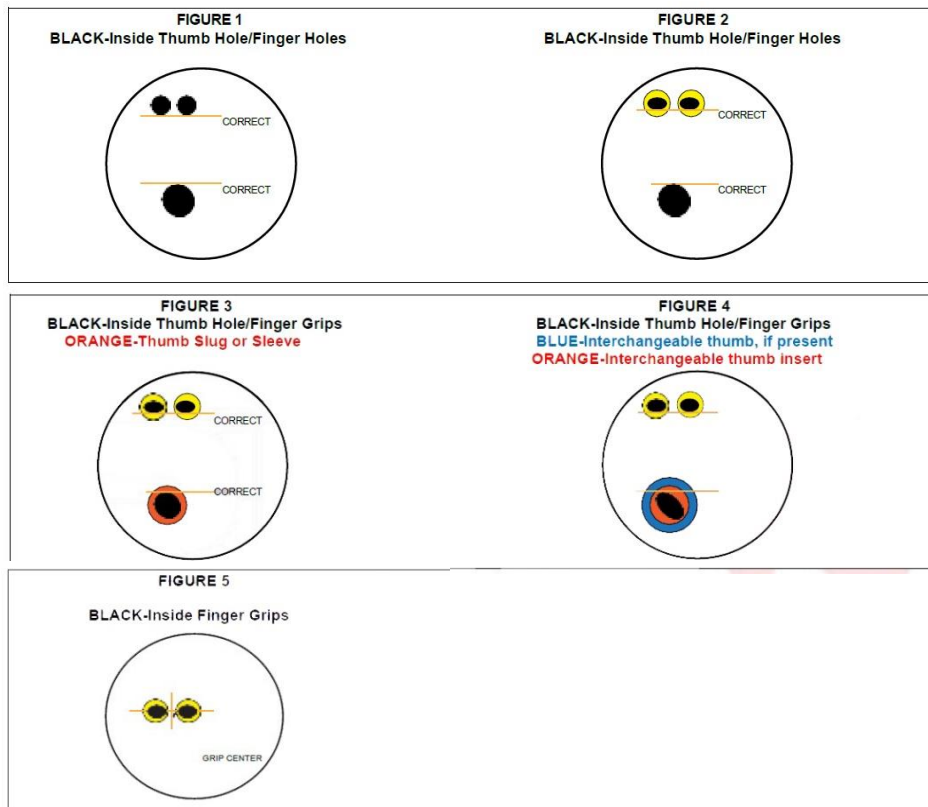 FIGURE 1
BLACK-Inside Thumb Hole/Finger Holes
CORRECT
CORRECT
FIGURE 2
BLACK-Inside Thumb Hole/Finger Holes
CORRECT
CORRECT
FIGURE 3
BLACK-Inside Thumb Hole/Finger Grips
ORANGE-Thumb Slug or Sleeve
CORRECT
CORRECT
FIGURE 4
BLACK-Inside Thumb Hole/Finger Grips
BLUE-Interchangeable thumb, if present
ORANGE-Interchangeable thumb insert
FIGURE 5
BLACK-Inside Finger Grips
GRIP CENTER